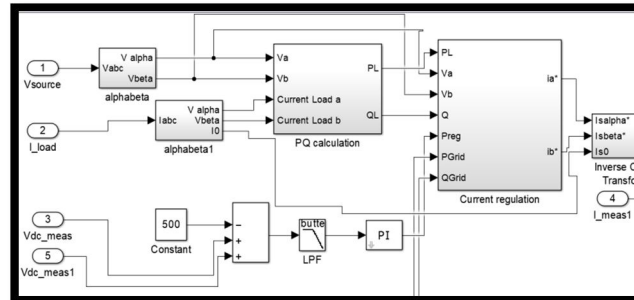 1
Vsource
Vabc
V alpha
Vbeta
alphabeta
2
I_load
Iabc
V alpha
Vbeta
I0
alphabeta1
Va
Vb
Current Load a
Current Load b
PL
QL
PQ calculation
PL
Va
Vb
Q
Preg
PGrid
QGrid
ia*
ib*
Current regulation
Isalpha*
Isbeta*
Is0
Inverse C
Transfo
4
I_meas1
3
Vdc_meas
5
Vdc_meas1
500
Constant
−
+
+
butte
LPF
PI